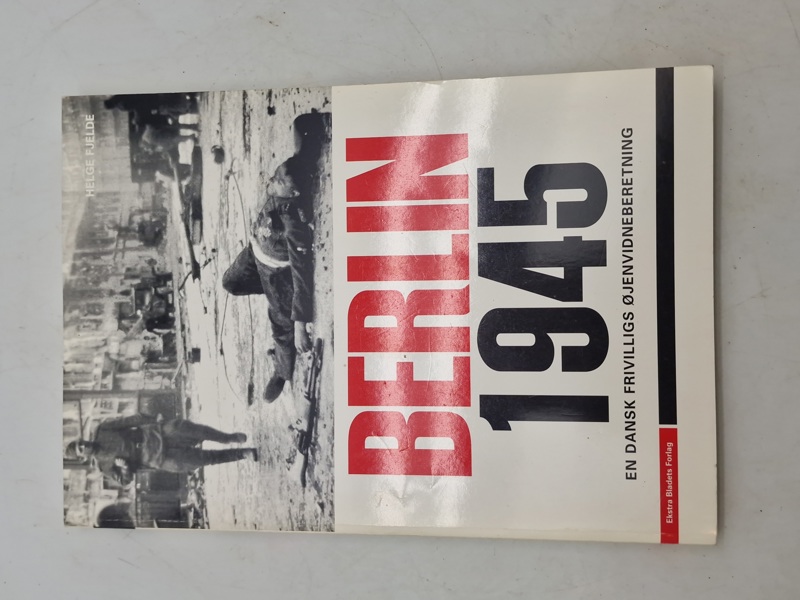 HELGE FJELDE
BERLIN
1945
EN DANSK FRIVILLIGS ØJENVIDNEBERETNING
Ekstra Bladets Forlag